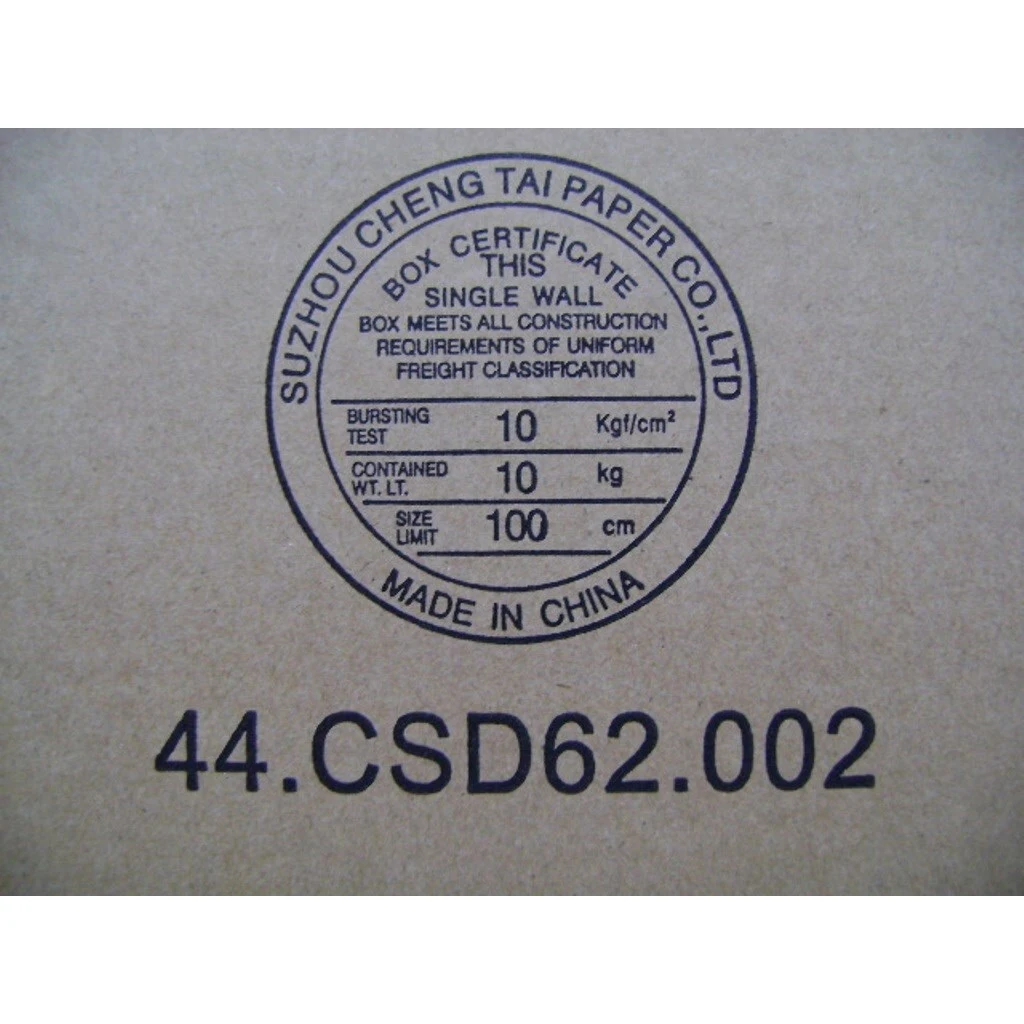 SUZHOU CHENG TAI PAPER CO., LTD
BOX CERTIFICATE
THIS
SINGLE WALL
BOX MEETS ALL CONSTRUCTION
REQUIREMENTS OF UNIFORM
FREIGHT CLASSIFICATION
BURSTING TEST 10 Kgf/cm²
CONTAINED WT. LT. 10 kg
SIZE LIMIT 100 cm
MADE IN CHINA
44.CSD62.002